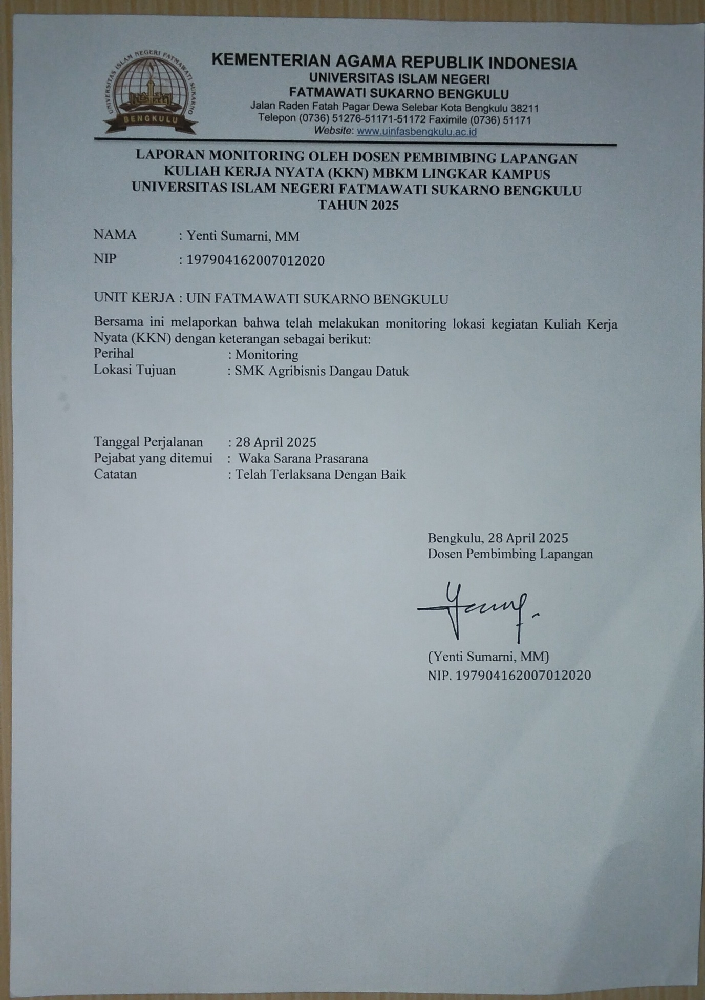 UNIVERSITAS ISLAM NEGERI FATMAWATI SUKARNO
BENGKULU
KEMENTERIAN AGAMA REPUBLIK INDONESIA
UNIVERSITAS ISLAM NEGERI
FATMAWATI SUKARNO BENGKULU
Jalan Raden Fatah Pagar Dewa Selebar Kota Bengkulu 38211
Telepon (0736) 51276-51171-51172 Faximile (0736) 51171
Website: www.uinfasbengkulu.ac.id
LAPORAN MONITORING OLEH DOSEN PEMBIMBING LAPANGAN
KULIAH KERJA NYATA (KKN) MBKM LINGKAR KAMPUS
UNIVERSITAS ISLAM NEGERI FATMAWATI SUKARNO BENGKULU
TAHUN 2025
NAMA : Yenti Sumarni, MM
NIP : 197904162007012020
UNIT KERJA : UIN FATMAWATI SUKARNO BENGKULU
Bersama ini melaporkan bahwa telah melakukan monitoring lokasi kegiatan Kuliah Kerja
Nyata (KKN) dengan keterangan sebagai berikut:
Perihal : Monitoring
Lokasi Tujuan : SMK Agribisnis Dangau Datuk
Tanggal Perjalanan : 28 April 2025
Pejabat yang ditemui : Waka Sarana Prasarana
Catatan : Telah Terlaksana Dengan Baik
Bengkulu, 28 April 2025
Dosen Pembimbing Lapangan
(Yenti Sumarni, MM)
NIP. 197904162007012020